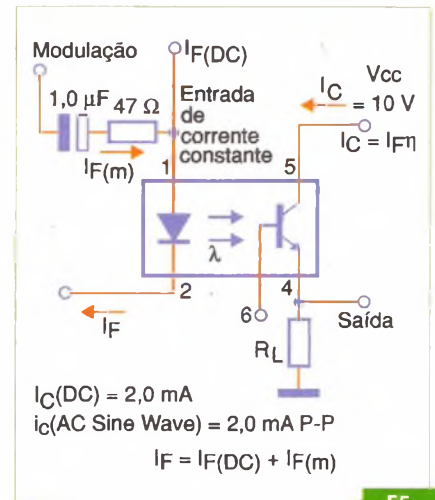 Modulação
IF(DC)
1,0 µF
47 Ω
IF(m)
Entrada
de
corrente
constante
IC
Vcc
= 10 V
IC = IFη
1
5
λ
2
4
6
IF
Saída
RL
IC(DC) = 2,0 mA
ic(AC Sine Wave) = 2,0 mA P-P
IF = IF(DC) + IF(m)